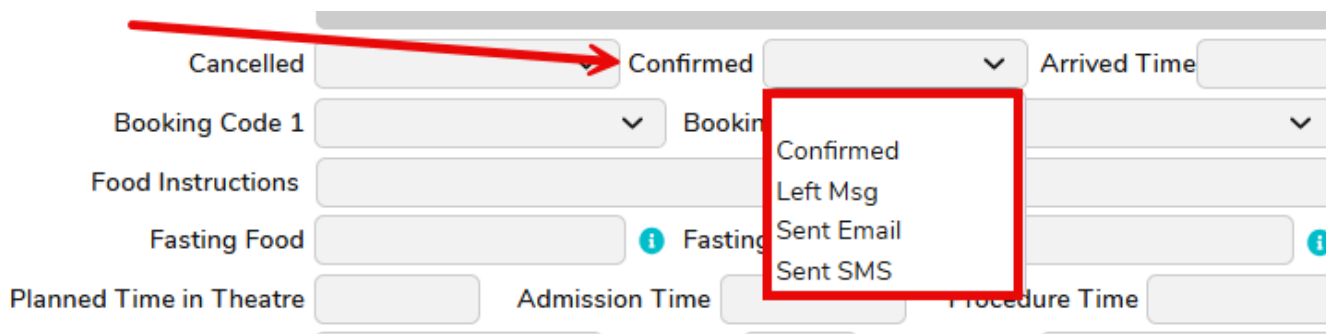 Cancelled Confirmed Arrived Time
Booking Code 1
Confirmed
Food Instructions Left Msg
Fasting Food Fasting Sent Email
Sent SMS
Planned Time in Theatre Admission Time Procedure Time